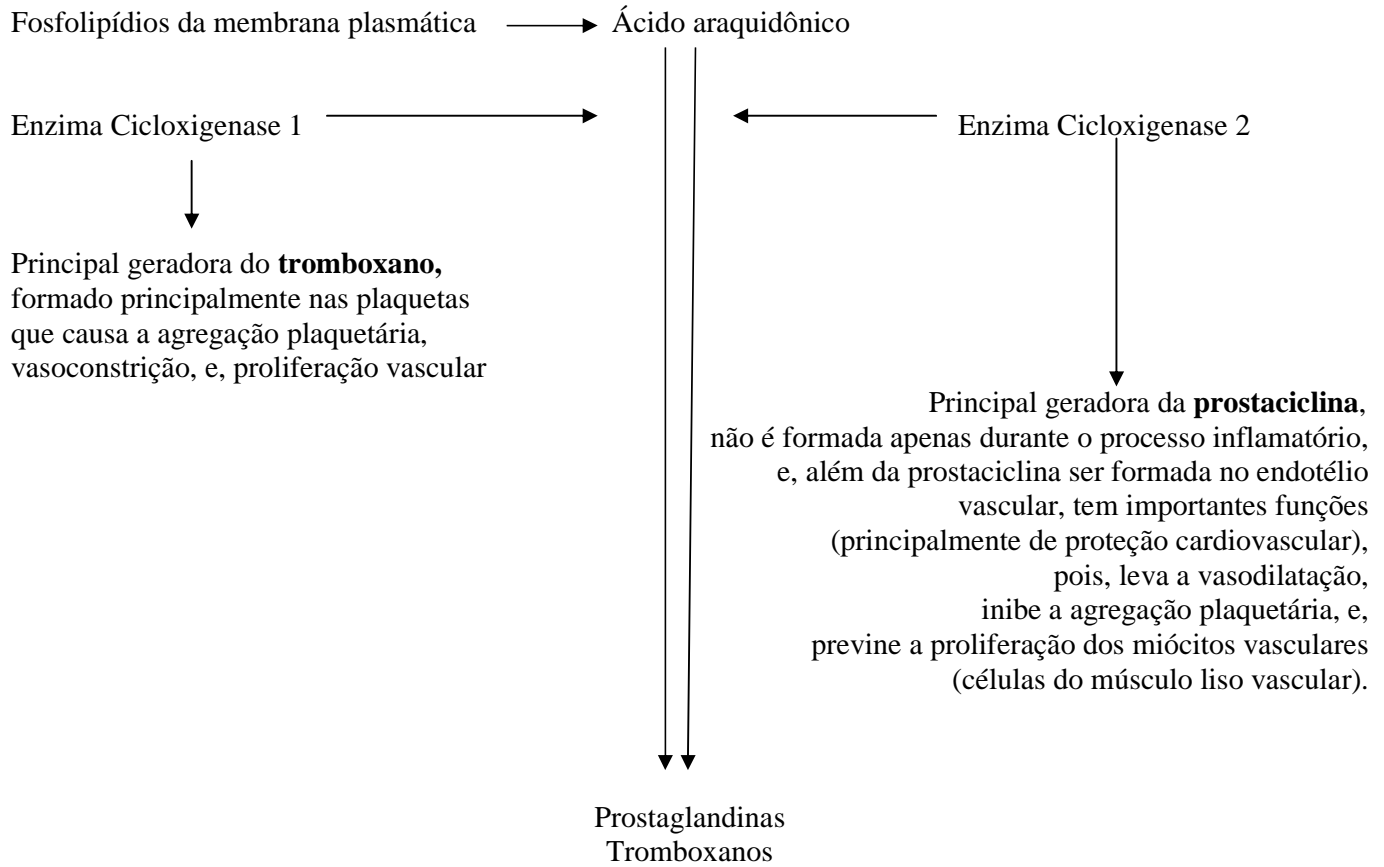 Fosfolipídios da membrana plasmática
Ácido araquidônico
Enzima Cicloxigenase 1
Enzima Cicloxigenase 2
Principal geradora do tromboxano,
formado principalmente nas plaquetas
que causa a agregação plaquetária,
vasoconstrição, e, proliferação vascular
Principal geradora da prostaciclina,
não é formada apenas durante o processo inflamatório,
e, além da prostaciclina ser formada no endotélio
vascular, tem importantes funções
(principalmente de proteção cardiovascular),
pois, leva a vasodilatação,
inibe a agregação plaquetária, e,
previne a proliferação dos miócitos vasculares
(células do músculo liso vascular).
Prostaglandinas
Tromboxanos